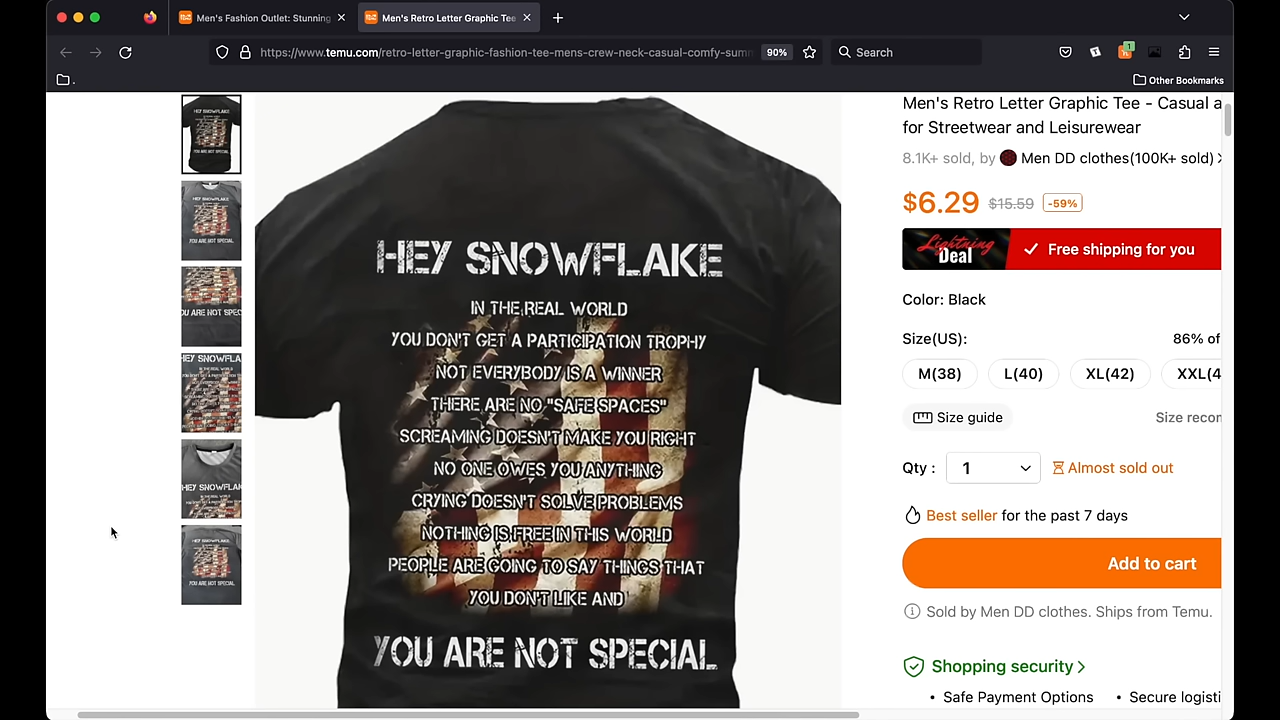 Men's Fashion Outlet: Stunning
Men's Retro Letter Graphic Tee
https://www.temu.com/retro-letter-graphic-fashion-tee-mens-crew-neck-casual-comfy-sum
90%
Search
1
.
Other Bookmarks
HEY SNOWFLAKE
IN THE REAL WORLD
YOU DON'T GET A PARTICIPATION TROPHY
NOT EVERYBODY IS A WINNER
THERE ARE NO "SAFE SPACES"
SCREAMING DOESN'T MAKE YOU RIGHT
NO ONE OWES YOU ANYTHING
CRYING DOESN'T SOLVE PROBLEMS
NOTHING IS FREE IN THIS WORLD
PEOPLE ARE GOING TO SAY THINGS THAT
YOU DON'T LIKE AND
YOU ARE NOT SPECIAL
Men's Retro Letter Graphic Tee - Casual a
for Streetwear and Leisurewear
8.1K+ sold, by Men DD clothes(100K+ sold)
$6.29 $15.59 -59%
Lightning Deal
Free shipping for you
Color: Black
Size(US): 86% of
M(38) L(40) XL(42) XXL(4
Size guide Size recor
Qty : 1 Almost sold out
Best seller for the past 7 days
Add to cart
Sold by Men DD clothes. Ships from Temu.
Shopping security
• Safe Payment Options • Secure logisti